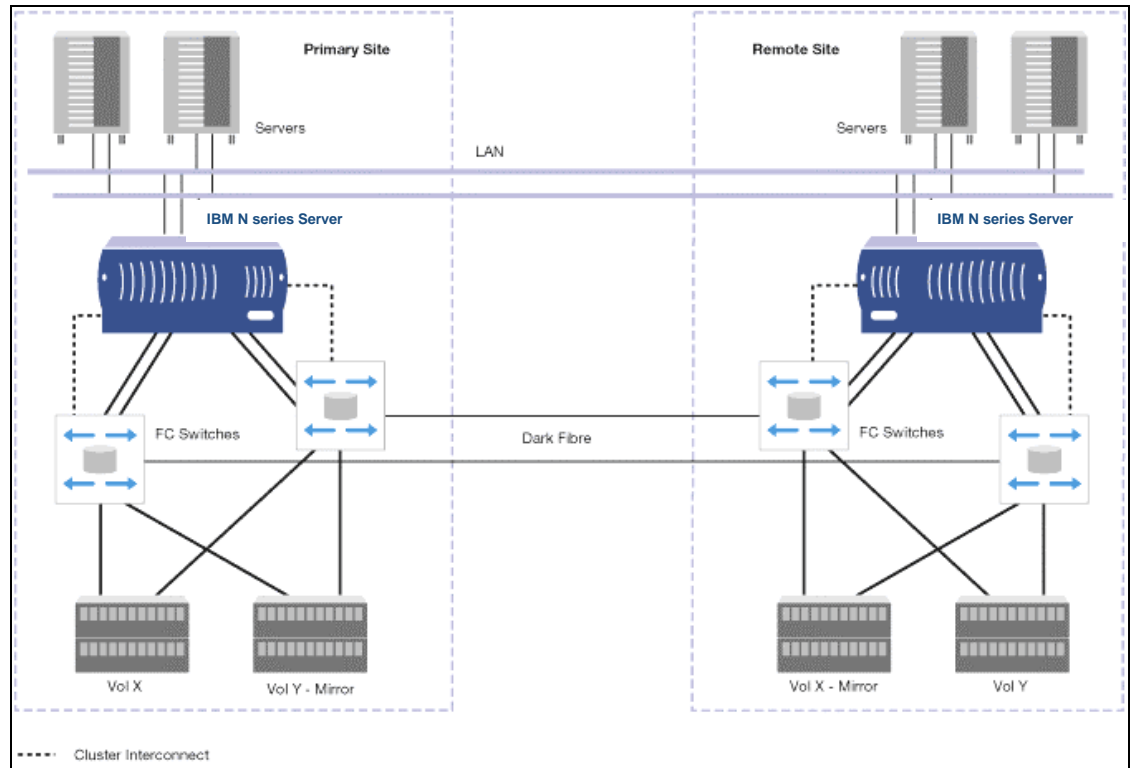 Primary Site
Remote Site
Servers
Servers
LAN
IBM N series Server
IBM N series Server
FC Switches
Dark Fibre
FC Switches
Vol X
Vol Y - Mirror
Vol X - Mirror
Vol Y
Cluster Interconnect